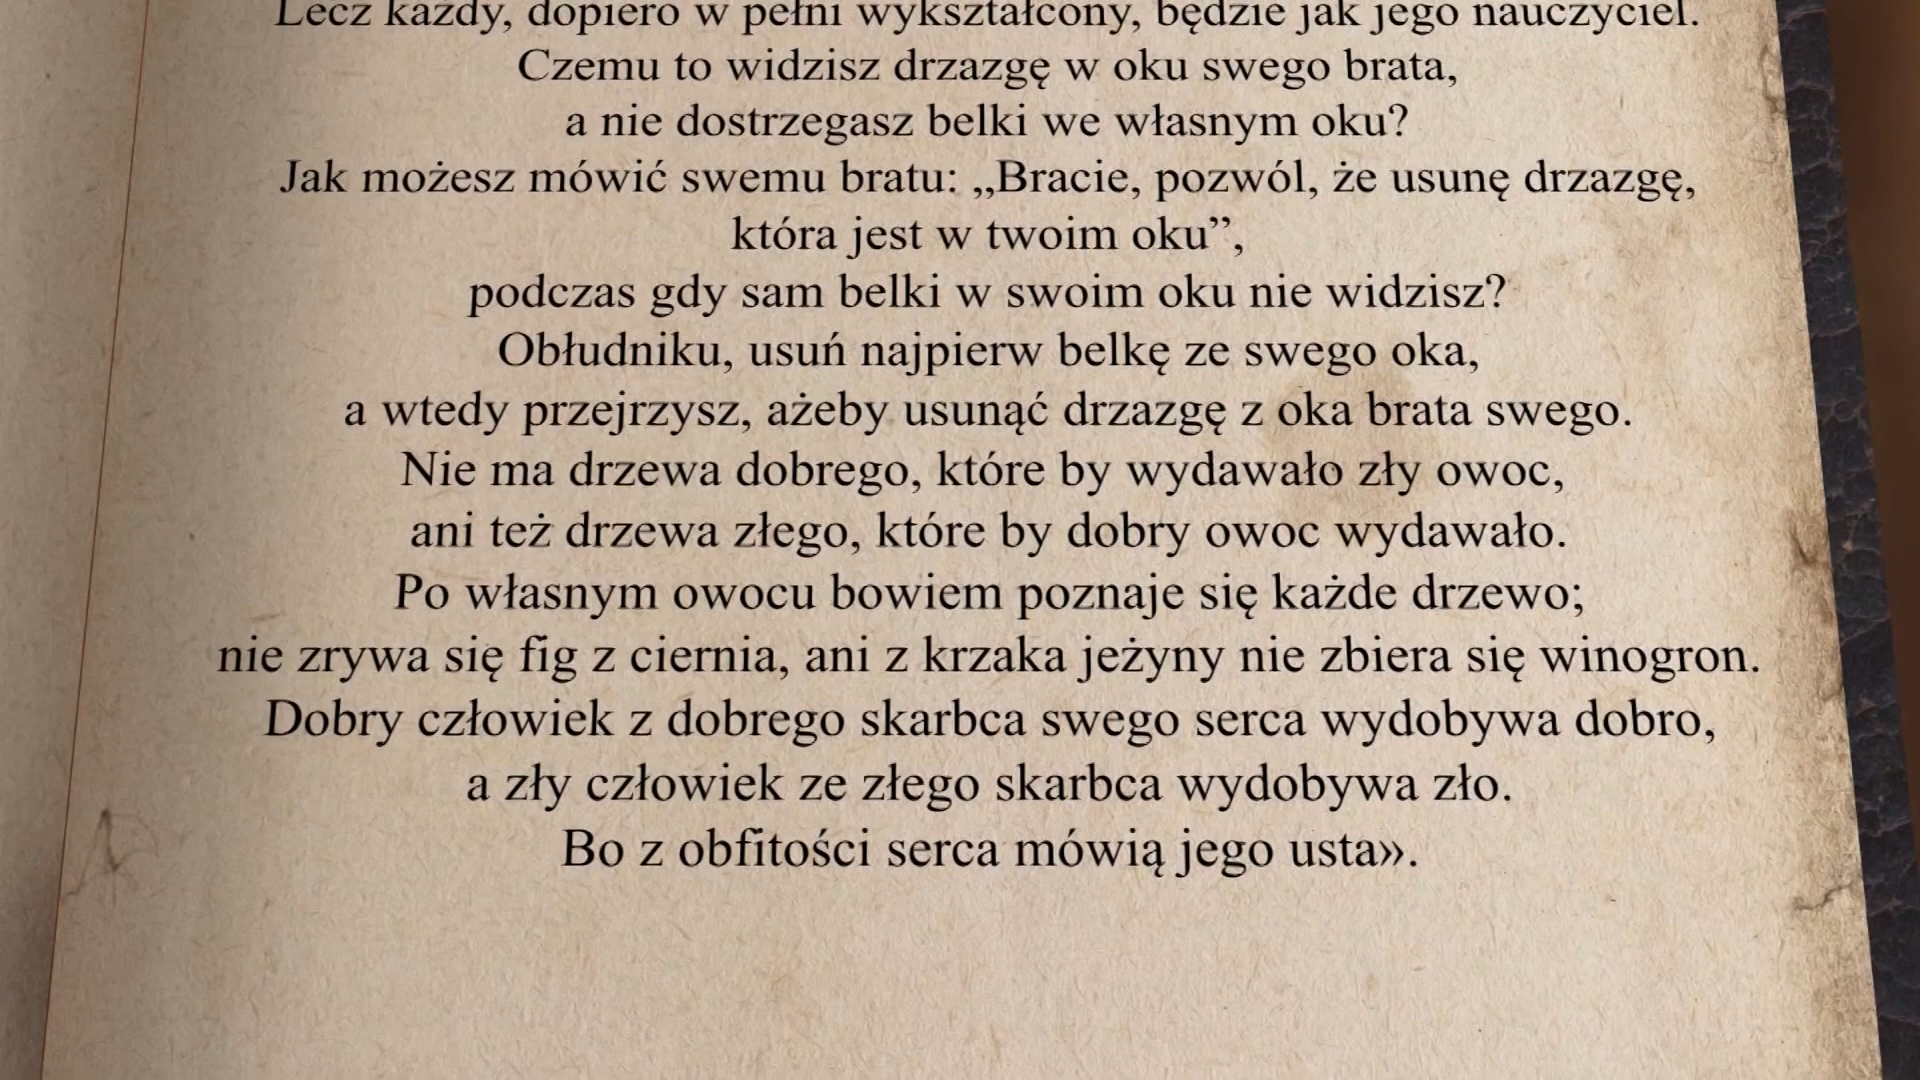 Lecz każdy, dopiero w pełni wykształcony, będzie jak jego nauczyciel.
Czemu to widzisz drzazgę w oku swego brata,
a nie dostrzegasz belki we własnym oku?
Jak możesz mówić swemu bratu: „Bracie, pozwól, że usunę drzazgę,
która jest w twoim oku”,
podczas gdy sam belki w swoim oku nie widzisz?
Obłudniku, usuń najpierw belkę ze swego oka,
a wtedy przejrzysz, ażeby usunąć drzazgę z oka brata swego.
Nie ma drzewa dobrego, które by wydawało zły owoc,
ani też drzewa złego, które by dobry owoc wydawało.
Po własnym owocu bowiem poznaje się każde drzewo;
nie zrywa się fig z ciernia, ani z krzaka jeżyny nie zbiera się winogron.
Dobry człowiek z dobrego skarbca swego serca wydobywa dobro,
a zły człowiek ze złego skarbca wydobywa zło.
Bo z obfitości serca mówią jego usta».